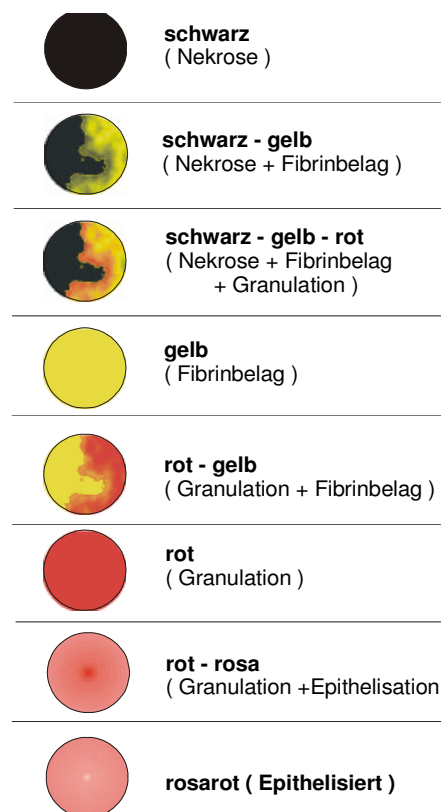 schwarz
( Nekrose )
schwarz - gelb
( Nekrose + Fibrinbelag )
schwarz - gelb - rot
( Nekrose + Fibrinbelag
+ Granulation )
gelb
( Fibrinbelag )
rot - gelb
( Granulation + Fibrinbelag )
rot
( Granulation )
rot - rosa
( Granulation +Epithelisation
rosarot ( Epithelisiert )